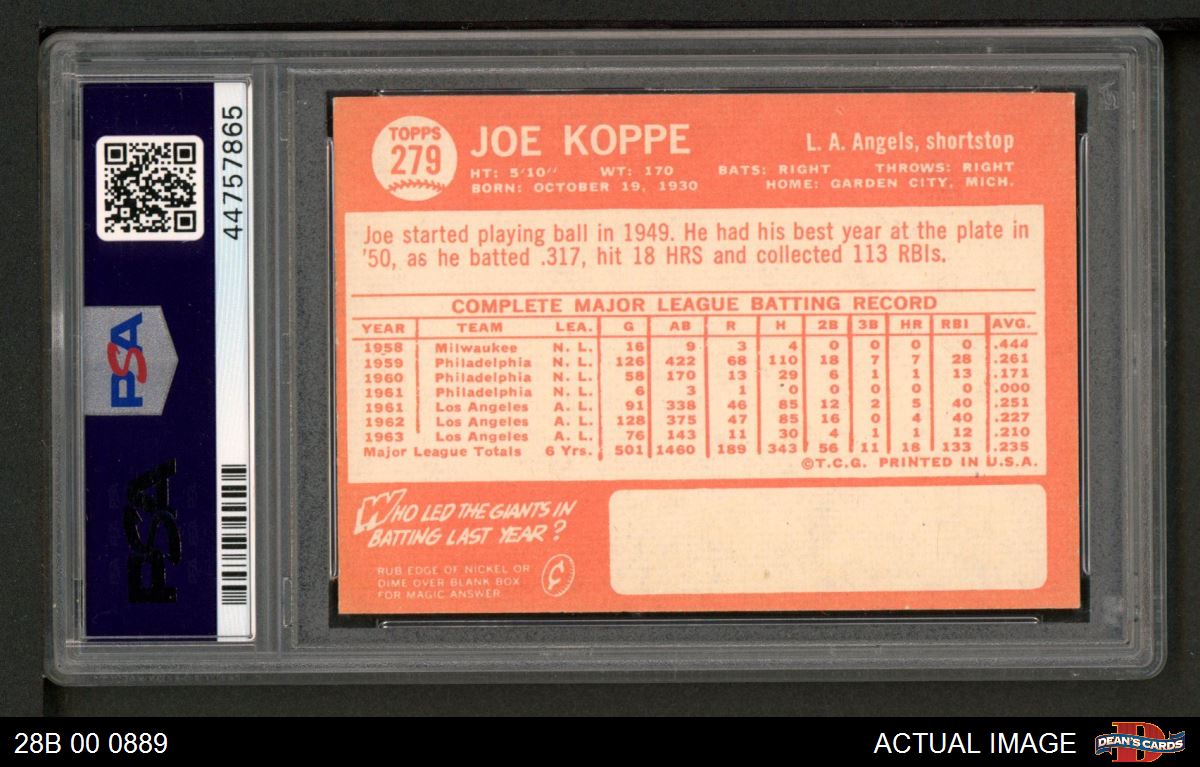 44757865
PSA
PSA
TOPPS
279
JOE KOPPE
L. A. Angels, shortstop
HT: 5'10" WT: 170 BATS: RIGHT THROWS: RIGHT
BORN: OCTOBER 19, 1930 HOME: GARDEN CITY, MICH.
Joe started playing ball in 1949. He had his best year at the plate in
'50, as he batted .317, hit 18 HRS and collected 113 RBIs.
COMPLETE MAJOR LEAGUE BATTING RECORD
YEAR TEAM LEA. G AB R H 2B 3B HR RBI AVG.
1958 Milwaukee N. L. 16 9 3 4 0 0 0 0 .444
1959 Philadelphia N. L. 126 422 68 110 18 7 7 28 .261
1960 Philadelphia N. L. 58 170 13 29 6 1 1 13 .171
1961 Philadelphia N. L. 6 3 1 0 0 0 0 0 .000
1961 Los Angeles A. L. 91 338 46 85 12 2 5 40 .251
1962 Los Angeles A. L. 128 375 47 85 16 0 4 40 .227
1963 Los Angeles A. L. 76 143 11 30 4 1 1 12 .210
Major League Totals 6 Yrs. 501 1460 189 343 56 11 18 133 .235
©T.C.G. PRINTED IN U.S.A.
WHO LED THE GIANTS IN
BATTING LAST YEAR?
RUB EDGE OF NICKEL OR
DIME OVER BLANK BOX
FOR MAGIC ANSWER
¢
28B 00 0889
ACTUAL IMAGE
D
DEAN'S CARDS